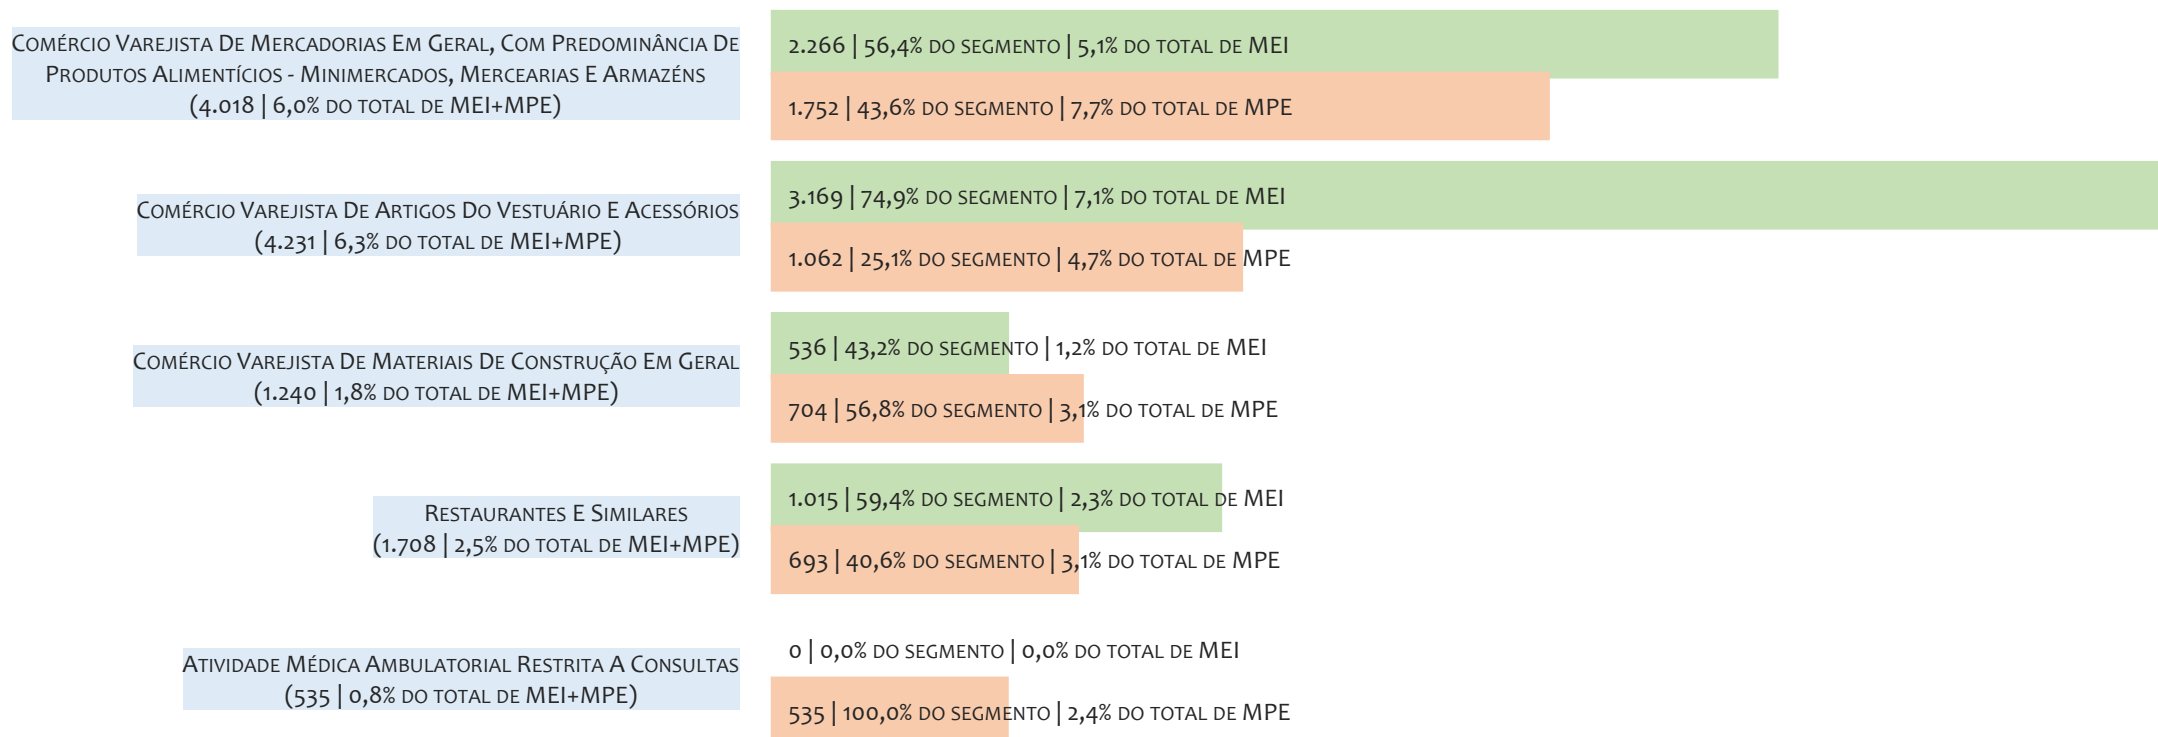 Comércio Varejista De Mercadorias Em Geral, Com Predominância De
Produtos Alimentícios - Minimercados, Mercearias E Armazéns
(4.018 | 6,0% do total de MEI+MPE)
2.266 | 56,4% do segmento | 5,1% do total de MEI
1.752 | 43,6% do segmento | 7,7% do total de MPE
Comércio Varejista De Artigos Do Vestuário E Acessórios
(4.231 | 6,3% do total de MEI+MPE)
3.169 | 74,9% do segmento | 7,1% do total de MEI
1.062 | 25,1% do segmento | 4,7% do total de MPE
Comércio Varejista De Materiais De Construção Em Geral
(1.240 | 1,8% do total de MEI+MPE)
536 | 43,2% do segmento | 1,2% do total de MEI
704 | 56,8% do segmento | 3,1% do total de MPE
Restaurantes E Similares
(1.708 | 2,5% do total de MEI+MPE)
1.015 | 59,4% do segmento | 2,3% do total de MEI
693 | 40,6% do segmento | 3,1% do total de MPE
Atividade Médica Ambulatorial Restrita A Consultas
(535 | 0,8% do total de MEI+MPE)
0 | 0,0% do segmento | 0,0% do total de MEI
535 | 100,0% do segmento | 2,4% do total de MPE